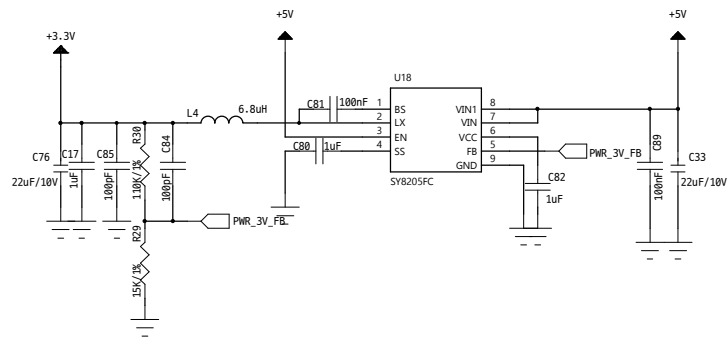 +5V
+5V
+3.3V
U18
L4
6.8uH
C81
100nF
1
BS
VIN1
8
2
LX
VIN
7
3
EN
VCC
6
C80
1uF
4
SS
FB
5
PWR_3V_FB
GND
9
SY8205FC
C82
1uF
C89
100nF
C33
22uF/10V
C76
22uF/10V
C17
1uF
C85
100pF
R30
110K/1%
C84
100pF
PWR_3V_FB
R29
15K/1%